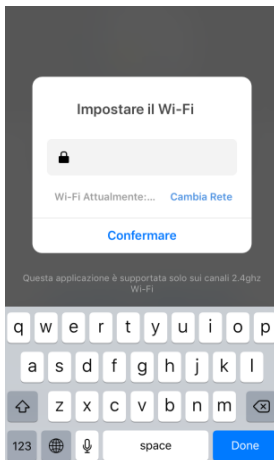 Impostare il Wi-Fi
Wi-Fi Attualmente:... Cambia Rete
Confermare
Questa applicazione è supportata solo sui canali 2.4ghz
Wi-Fi
q w e r t y u i o p
a s d f g h j k l
z x c v b n m
123 space Done